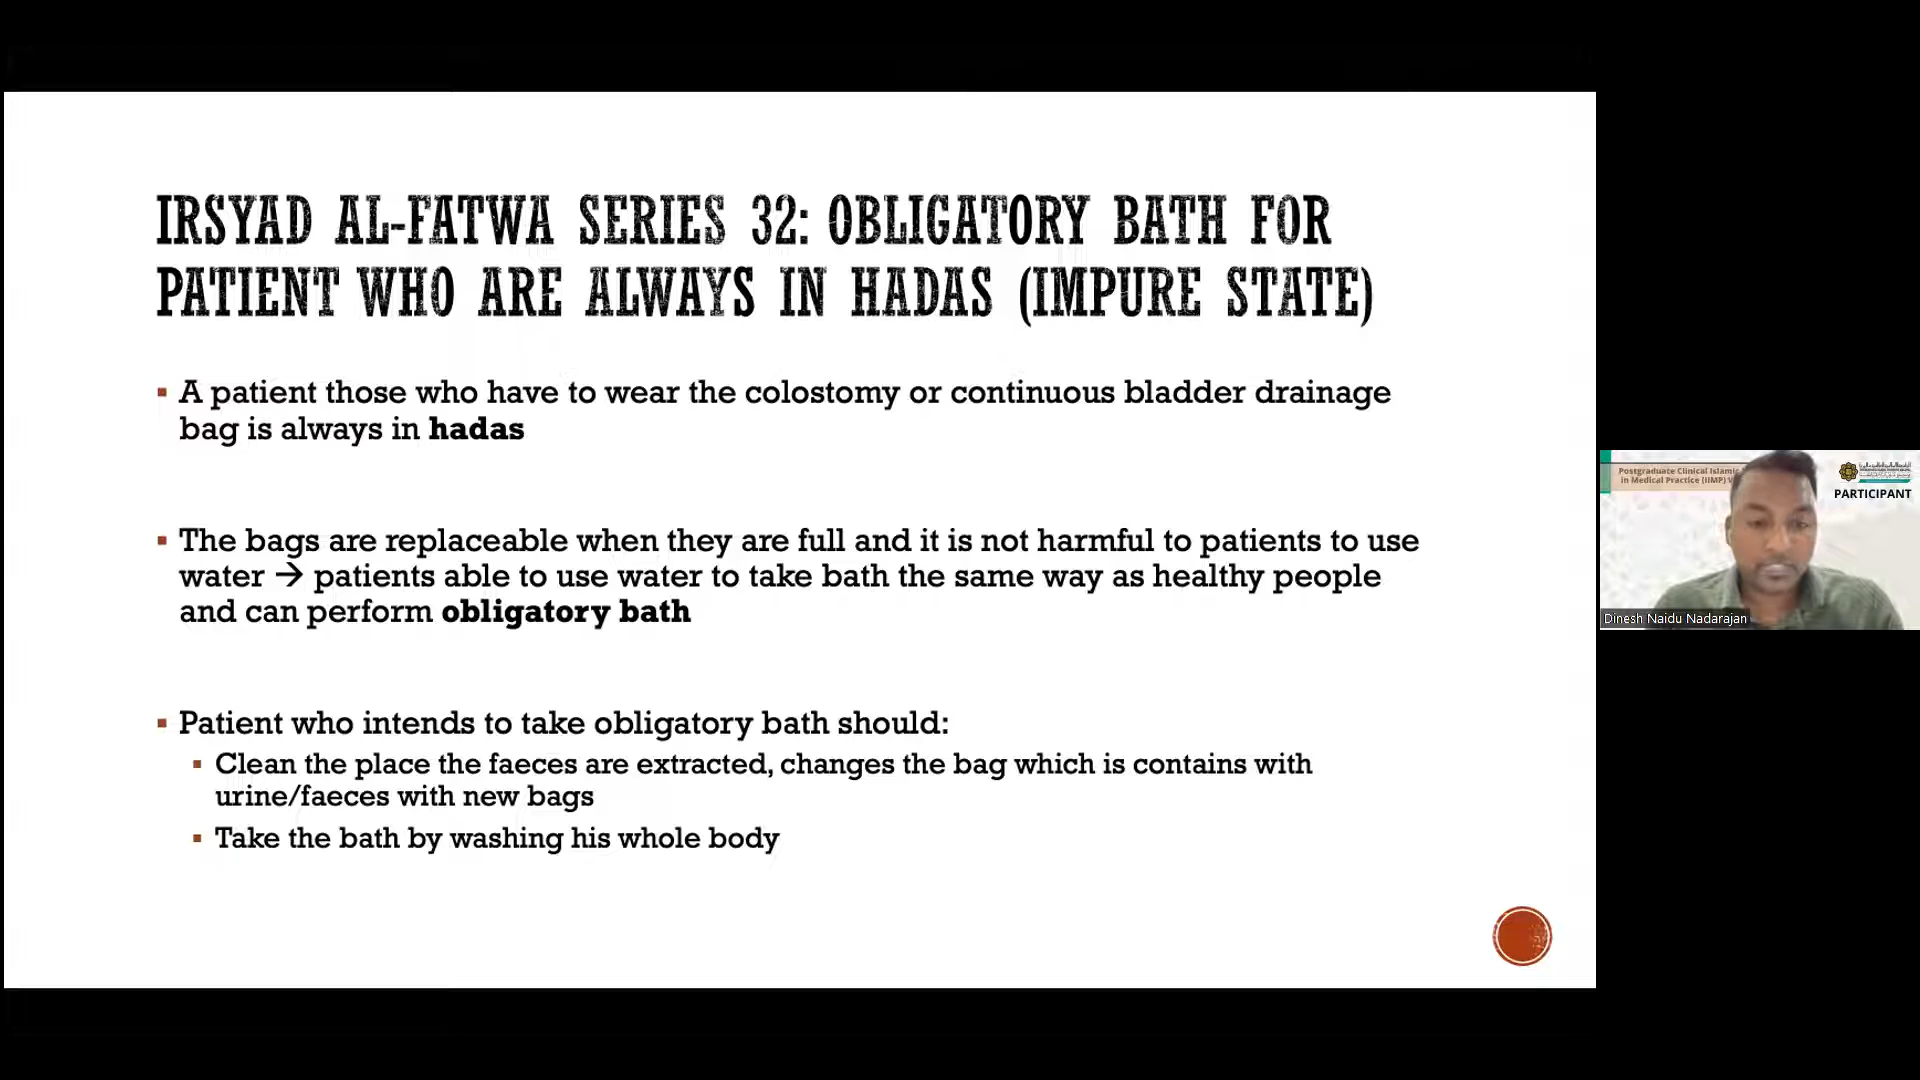 IRSYAD AL-FATWA SERIES 32: OBLIGATORY BATH FOR
PATIENT WHO ARE ALWAYS IN HADAS (IMPURE STATE)
A patient those who have to wear the colostomy or continuous bladder drainage
bag is always in hadas
The bags are replaceable when they are full and it is not harmful to patients to use
water → patients able to use water to take bath the same way as healthy people
and can perform obligatory bath
Patient who intends to take obligatory bath should:
Clean the place the faeces are extracted, changes the bag which is contains with
urine/faeces with new bags
Take the bath by washing his whole body
Postgraduate Clinical Islamic
in Medical Practice (IIMP)
PARTICIPANT
Dinesh Naidu Nadarajan